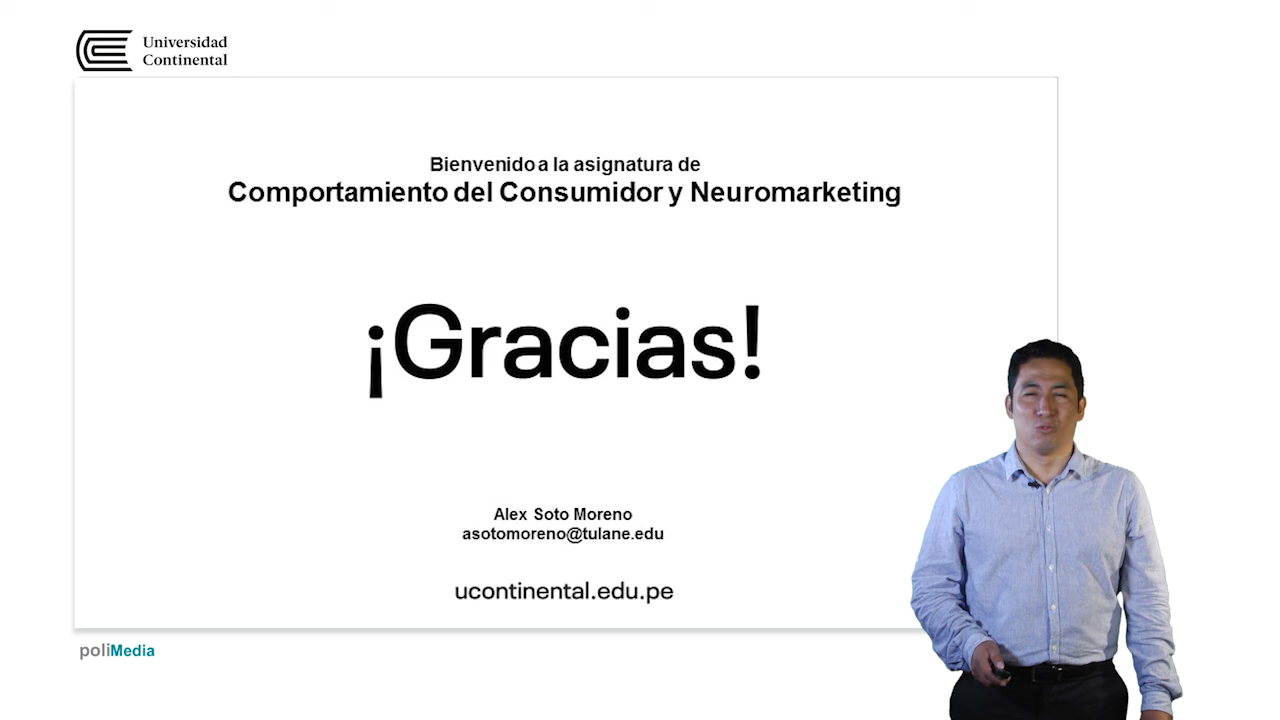 Universidad
Continental
Bienvenido a la asignatura de
Comportamiento del Consumidor y Neuromarketing
¡Gracias!
Alex Soto Moreno
asotomoreno@tulane.edu
ucontinental.edu.pe
poliMedia